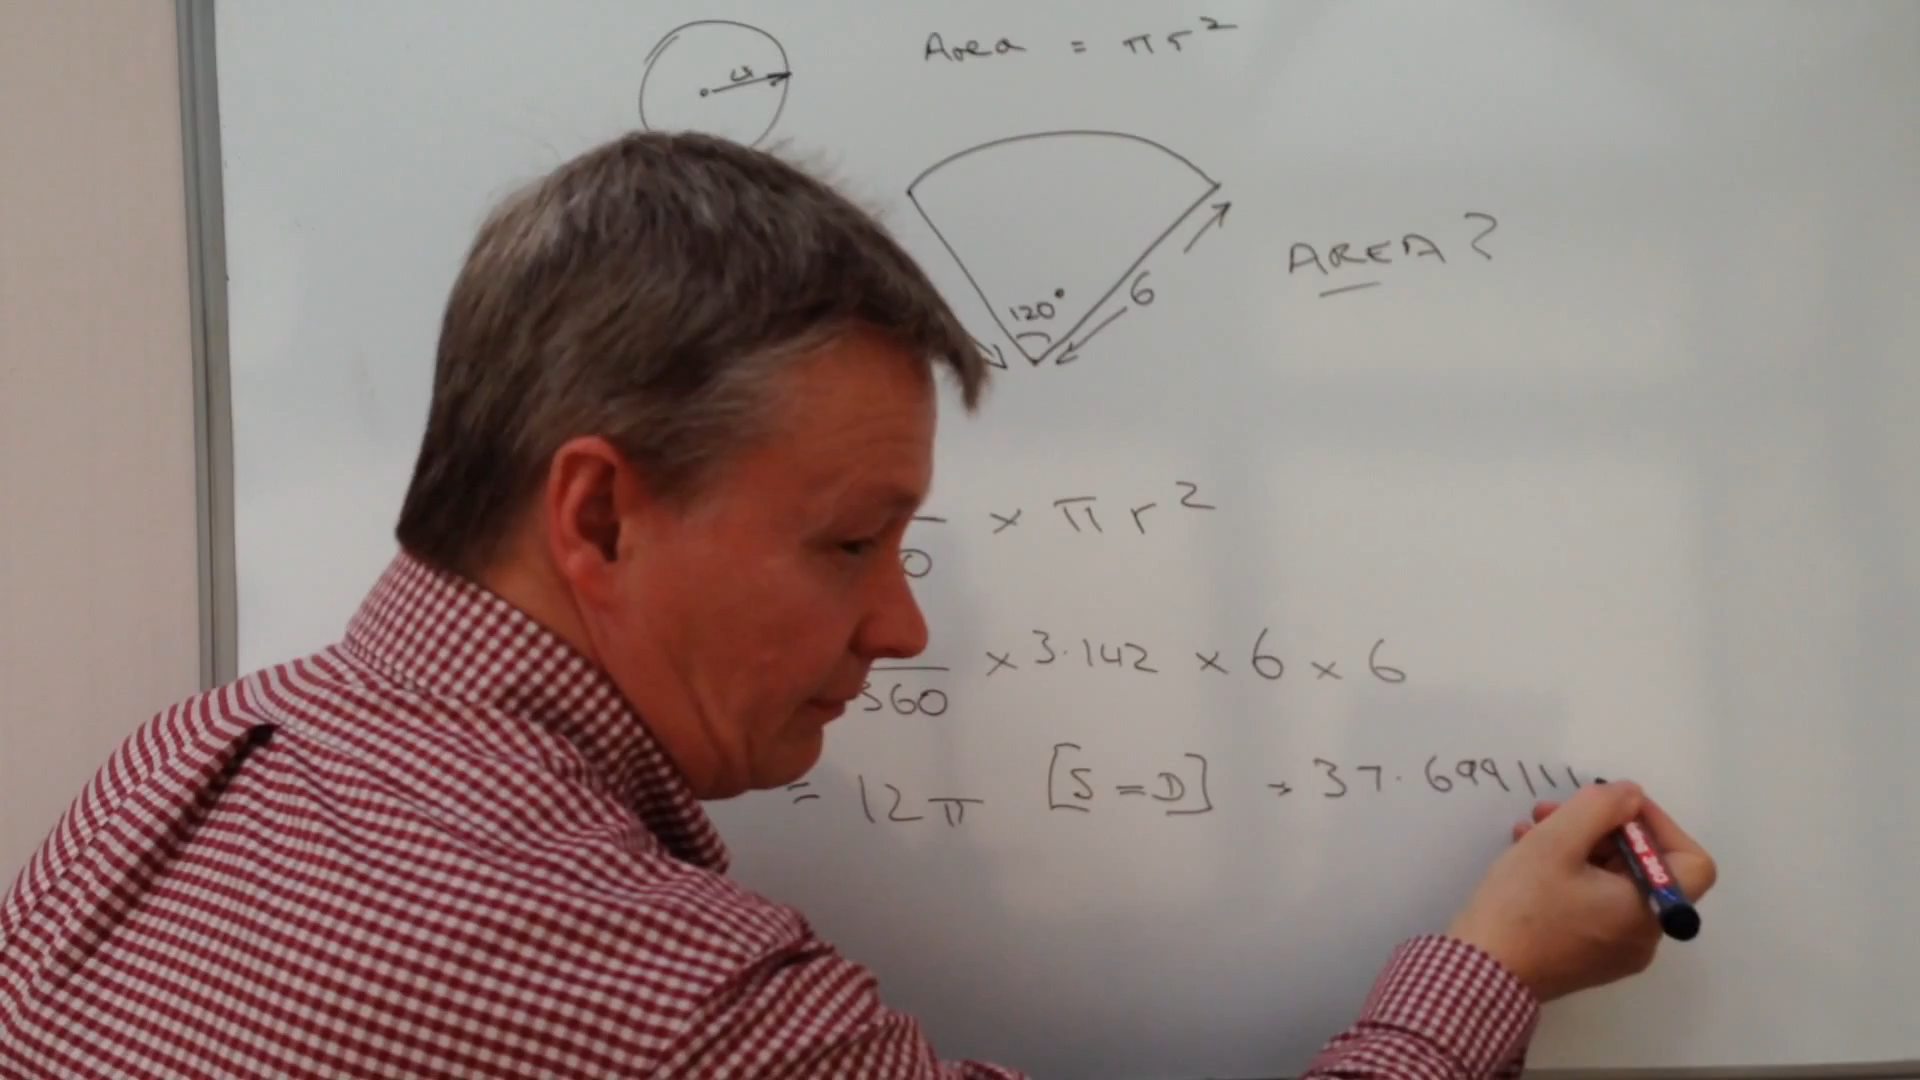 r
Area = πr²
120°
6
AREA?
0 × πr²
360 × 3.142 × 6 × 6
= 12π [S⇌D] → 37.699111